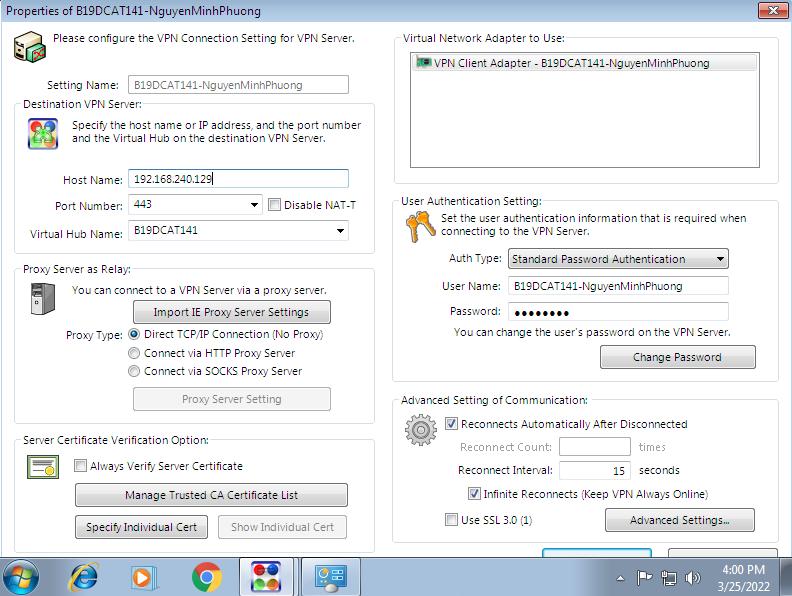 Properties of B19DCAT141-NguyenMinhPhuong
Please configure the VPN Connection Setting for VPN Server.
Setting Name: B19DCAT141-NguyenMinhPhuong
Destination VPN Server:
Specify the host name or IP address, and the port number
and the Virtual Hub on the destination VPN Server.
Host Name: 192.168.240.129
Port Number: 443 Disable NAT-T
Virtual Hub Name: B19DCAT141
Proxy Server as Relay:
You can connect to a VPN Server via a proxy server.
Import IE Proxy Server Settings
Proxy Type: Direct TCP/IP Connection (No Proxy)
Connect via HTTP Proxy Server
Connect via SOCKS Proxy Server
Proxy Server Setting
Server Certificate Verification Option:
Always Verify Server Certificate
Manage Trusted CA Certificate List
Specify Individual Cert Show Individual Cert
Virtual Network Adapter to Use:
VPN Client Adapter - B19DCAT141-NguyenMinhPhuong
User Authentication Setting:
Set the user authentication information that is required when
connecting to the VPN Server.
Auth Type: Standard Password Authentication
User Name: B19DCAT141-NguyenMinhPhuong
Password: ●●●●●●●●
You can change the user's password on the VPN Server.
Change Password
Advanced Setting of Communication:
Reconnects Automatically After Disconnected
Reconnect Count: times
Reconnect Interval: 15 seconds
Infinite Reconnects (Keep VPN Always Online)
Use SSL 3.0 (1) Advanced Settings...
4:00 PM
3/25/2022